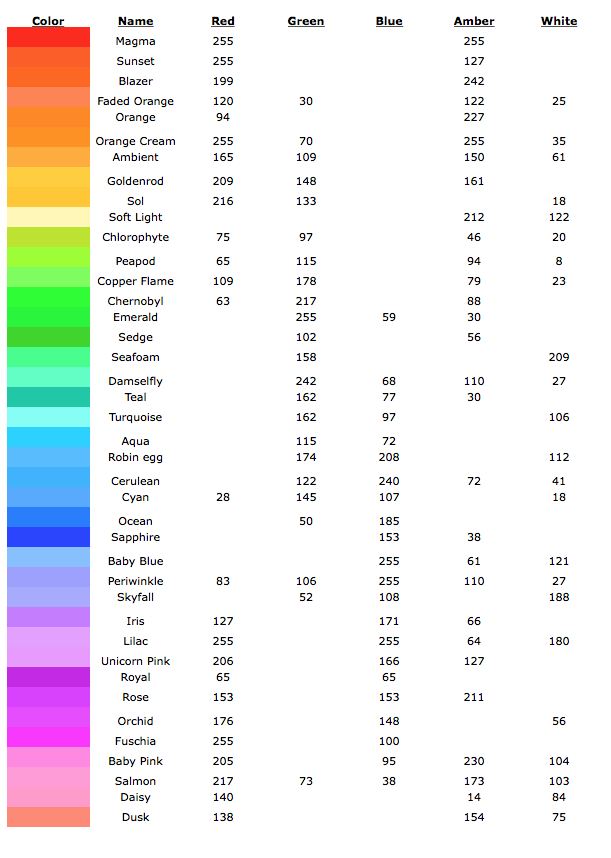 Color Name Red Green Blue Amber White
Magma 255 255
Sunset 255 127
Blazer 199 242
Faded Orange 120 30 122 25
Orange 94 227
Orange Cream 255 70 255 35
Ambient 165 109 150 61
Goldenrod 209 148 161
Sol 216 133 18
Soft Light 212 122
Chlorophyte 75 97 46 20
Peapod 65 115 94 8
Copper Flame 109 178 79 23
Chernobyl 63 217 88
Emerald 255 59 30
Sedge 102 56
Seafoam 158 209
Damselfly 242 68 110 27
Teal 162 77 30
Turquoise 162 97 106
Aqua 115 72
Robin egg 174 208 112
Cerulean 122 240 72 41
Cyan 28 145 107 18
Ocean 50 185
Sapphire 153 38
Baby Blue 255 61 121
Periwinkle 83 106 255 110 27
Skyfall 52 108 188
Iris 127 171 66
Lilac 255 255 64 180
Unicorn Pink 206 166 127
Royal 65 65
Rose 153 153 211
Orchid 176 148 56
Fuschia 255 100
Baby Pink 205 95 230 104
Salmon 217 73 38 173 103
Daisy 140 14 84
Dusk 138 154 75